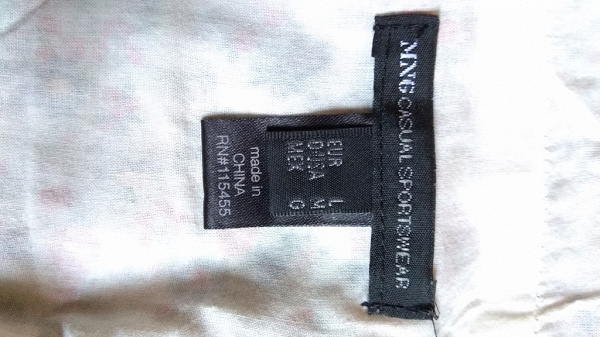 MNG CASUAL SPORTSWEAR
EUR L
USA M
MEX G
made in
CHINA
RN#115455